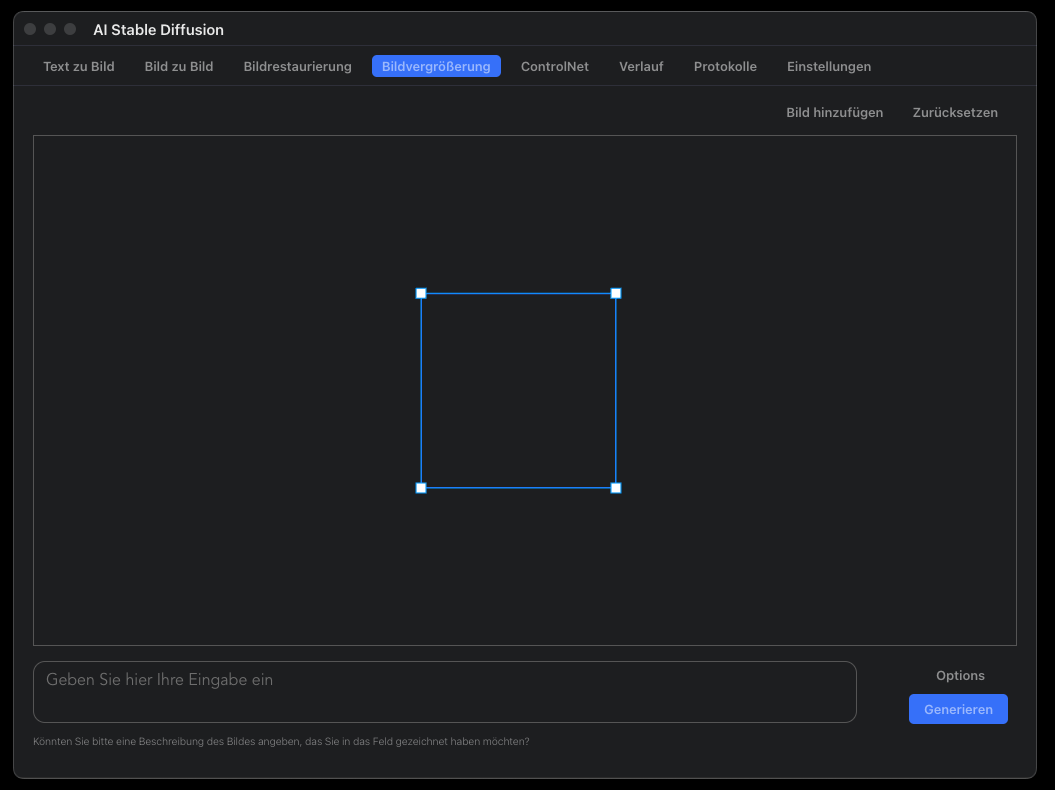 AI Stable Diffusion
Text zu Bild Bild zu Bild Bildrestaurierung Bildvergrößerung ControlNet Verlauf Protokolle Einstellungen
Bild hinzufügen Zurücksetzen
Geben Sie hier Ihre Eingabe ein
Options
Generieren
Könnten Sie bitte eine Beschreibung des Bildes angeben, das Sie in das Feld gezeichnet haben möchten?